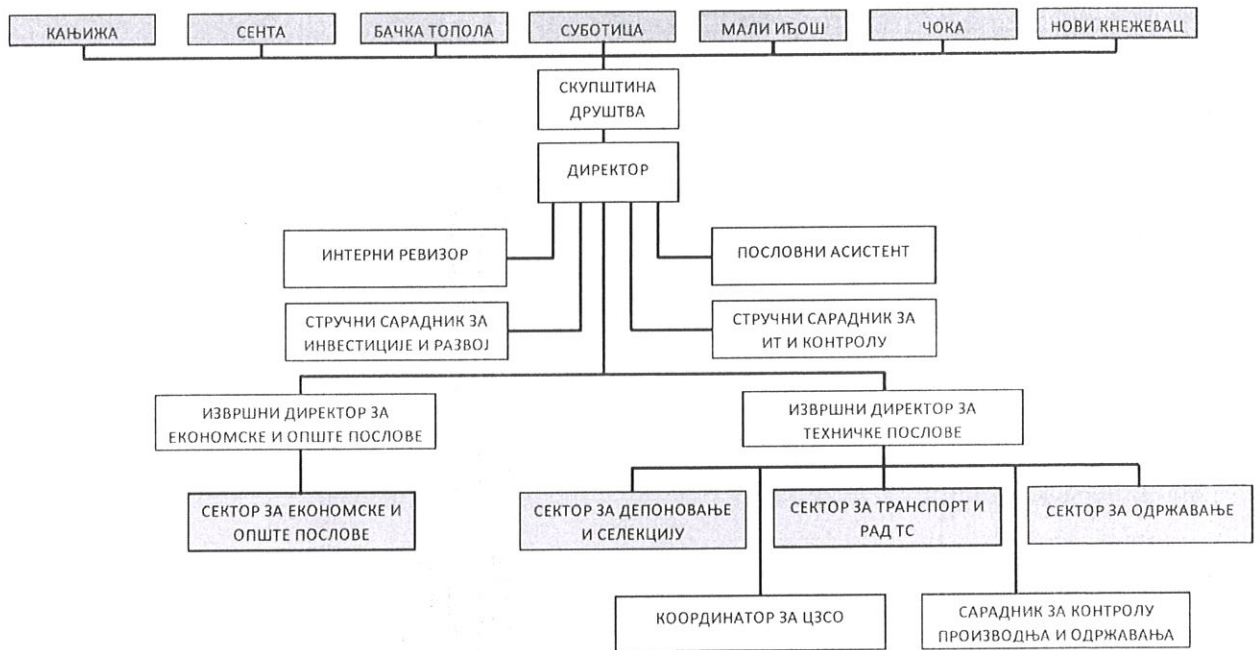 КАЊИЖА
СЕНТА
БАЧКА ТОПОЛА
СУБОТИЦА
МАЛИ ИЂОШ
ЧОКА
НОВИ КНЕЖЕВАЦ
СКУПШТИНА
ДРУШТВА
ДИРЕКТОР
ИНТЕРНИ РЕВИЗОР
ПОСЛОВНИ АСИСТЕНТ
СТРУЧНИ САРАДНИК ЗА
ИНВЕСТИЦИЈЕ И РАЗВОЈ
СТРУЧНИ САРАДНИК ЗА
ИТ И КОНТРОЛУ
ИЗВРШНИ ДИРЕКТОР ЗА
ЕКОНОМСКЕ И ОПШТЕ ПОСЛОВЕ
ИЗВРШНИ ДИРЕКТОР ЗА
ТЕХНИЧКЕ ПОСЛОВЕ
СЕКТОР ЗА ЕКОНОМСКЕ И
ОПШТЕ ПОСЛОВЕ
СЕКТОР ЗА ДЕПОНОВАЊЕ
И СЕЛЕКЦИЈУ
СЕКТОР ЗА ТРАНСПОРТ И
РАД ТС
СЕКТОР ЗА ОДРЖАВАЊЕ
КООРДИНАТОР ЗА ЦЗСО
САРАДНИК ЗА КОНТРОЛУ
ПРОИЗВОДЊА И ОДРЖАВАЊА